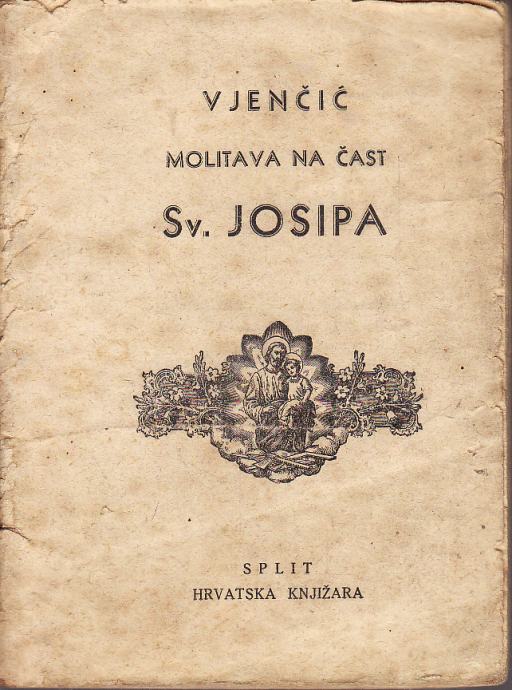 VJENČIĆ
MOLITAVA NA ČAST
Sv. JOSIPA
SPLIT
HRVATSKA KNJIŽARA